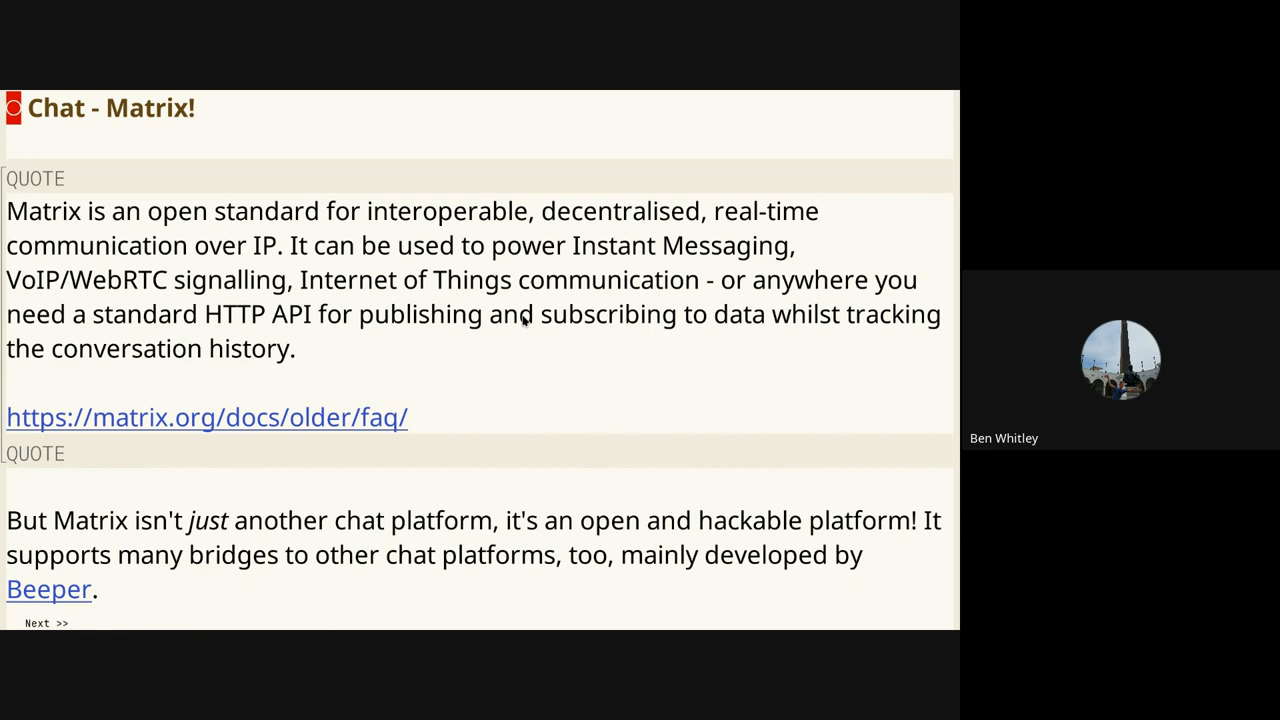 Chat - Matrix!
QUOTE
Matrix is an open standard for interoperable, decentralised, real-time
communication over IP. It can be used to power Instant Messaging,
VoIP/WebRTC signalling, Internet of Things communication - or anywhere you
need a standard HTTP API for publishing and subscribing to data whilst tracking
the conversation history.
https://matrix.org/docs/older/faq/
QUOTE
But Matrix isn't just another chat platform, it's an open and hackable platform! It
supports many bridges to other chat platforms, too, mainly developed by
Beeper.
Next >>
Ben Whitley